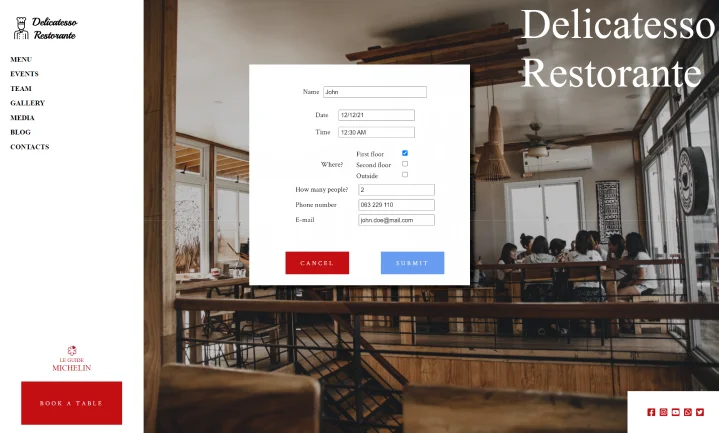 Delicatesso
Restorante
MENU
EVENTS
TEAM
GALLERY
MEDIA
BLOG
CONTACTS
LE GUIDE
MICHELIN
BOOK A TABLE
Delicatesso
Restorante
Name John
Date 12/12/21
Time 12:30 AM
Where?
First floor
Second floor
Outside
How many people? 2
Phone number 063 229 110
E-mail john.doe@mail.com
CANCEL SUBMIT